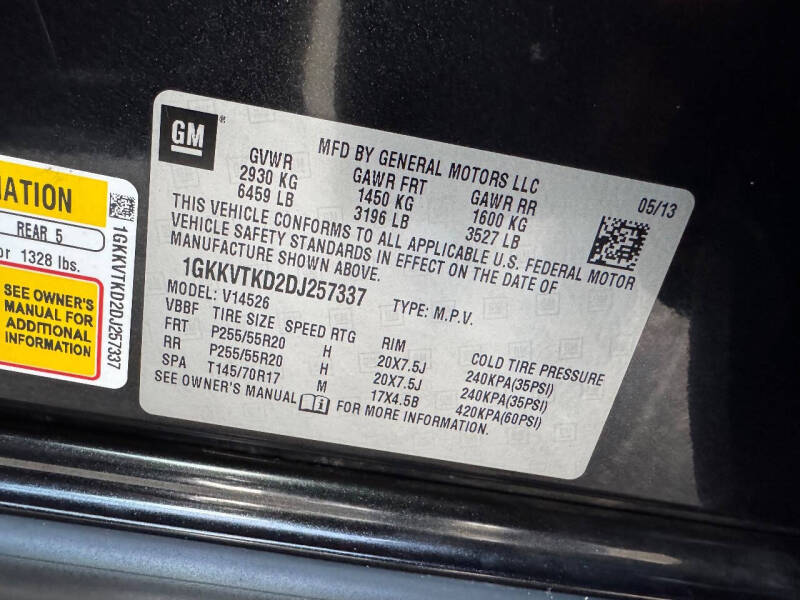 GM
®
MFD BY GENERAL MOTORS LLC
05/13
GVWR GAWR FRT GAWR RR
2930 KG 1450 KG 1600 KG
6459 LB 3196 LB 3527 LB
THIS VEHICLE CONFORMS TO ALL APPLICABLE U.S. FEDERAL MOTOR
VEHICLE SAFETY STANDARDS IN EFFECT ON THE DATE OF
MANUFACTURE SHOWN ABOVE.
1GKKVTKD2DJ257337 TYPE: M.P.V.
MODEL: V14526
VBBF TIRE SIZE SPEED RTG RIM COLD TIRE PRESSURE
FRT P255/55R20 H 20X7.5J 240KPA(35PSI)
RR P255/55R20 H 20X7.5J 240KPA(35PSI)
SPA T145/70R17 M 17X4.5B 420KPA(60PSI)
SEE OWNER'S MANUAL FOR MORE INFORMATION.
MATION
REAR 5
or 1328 lbs.
SEE OWNER'S
MANUAL FOR
ADDITIONAL
INFORMATION
1GKKVTKD2DJ257337